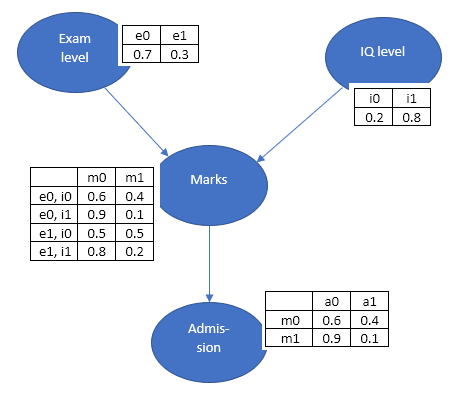 Exam
level
e0 e1
0.7 0.3
IQ level
i0 i1
0.2 0.8
Marks
m0 m1
e0, i0 0.6 0.4
e0, i1 0.9 0.1
e1, i0 0.5 0.5
e1, i1 0.8 0.2
Admis-
sion
a0 a1
m0 0.6 0.4
m1 0.9 0.1